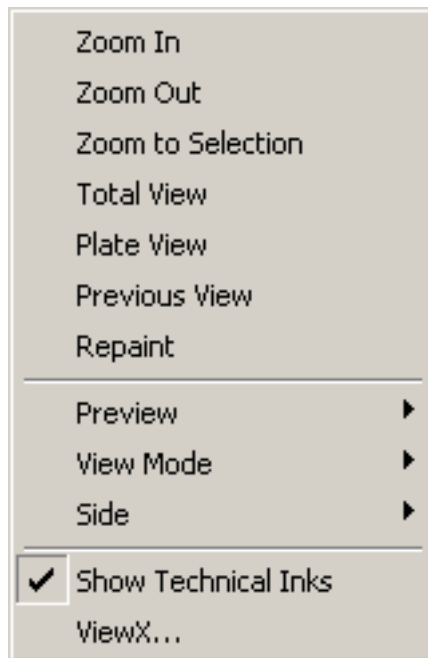 Zoom In
Zoom Out
Zoom to Selection
Total View
Plate View
Previous View
Repaint
Preview
View Mode
Side
Show Technical Inks
ViewX...